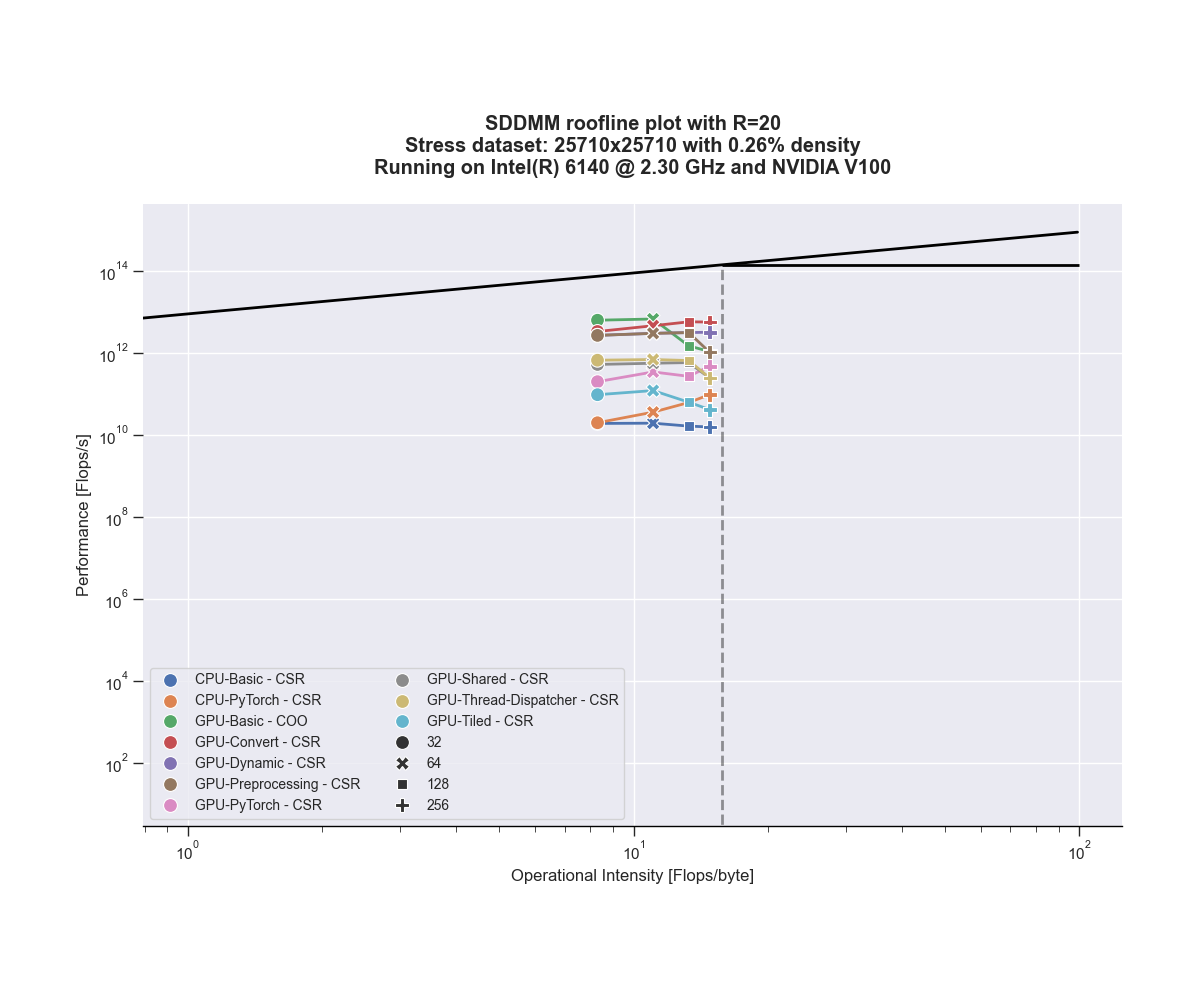 SDDMM roofline plot with R=20
Stress dataset: 25710x25710 with 0.26% density
Running on Intel(R) 6140 @ 2.30 GHz and NVIDIA V100
Performance [Flops/s]
10^14
10^12
10^10
10^8
10^6
10^4
10^2
CPU-Basic - CSR
CPU-PyTorch - CSR
GPU-Basic - COO
GPU-Convert - CSR
GPU-Dynamic - CSR
GPU-Preprocessing - CSR
GPU-PyTorch - CSR
GPU-Shared - CSR
GPU-Thread-Dispatcher - CSR
GPU-Tiled - CSR
32
64
128
256
10^0
10^1
10^2
Operational Intensity [Flops/byte]